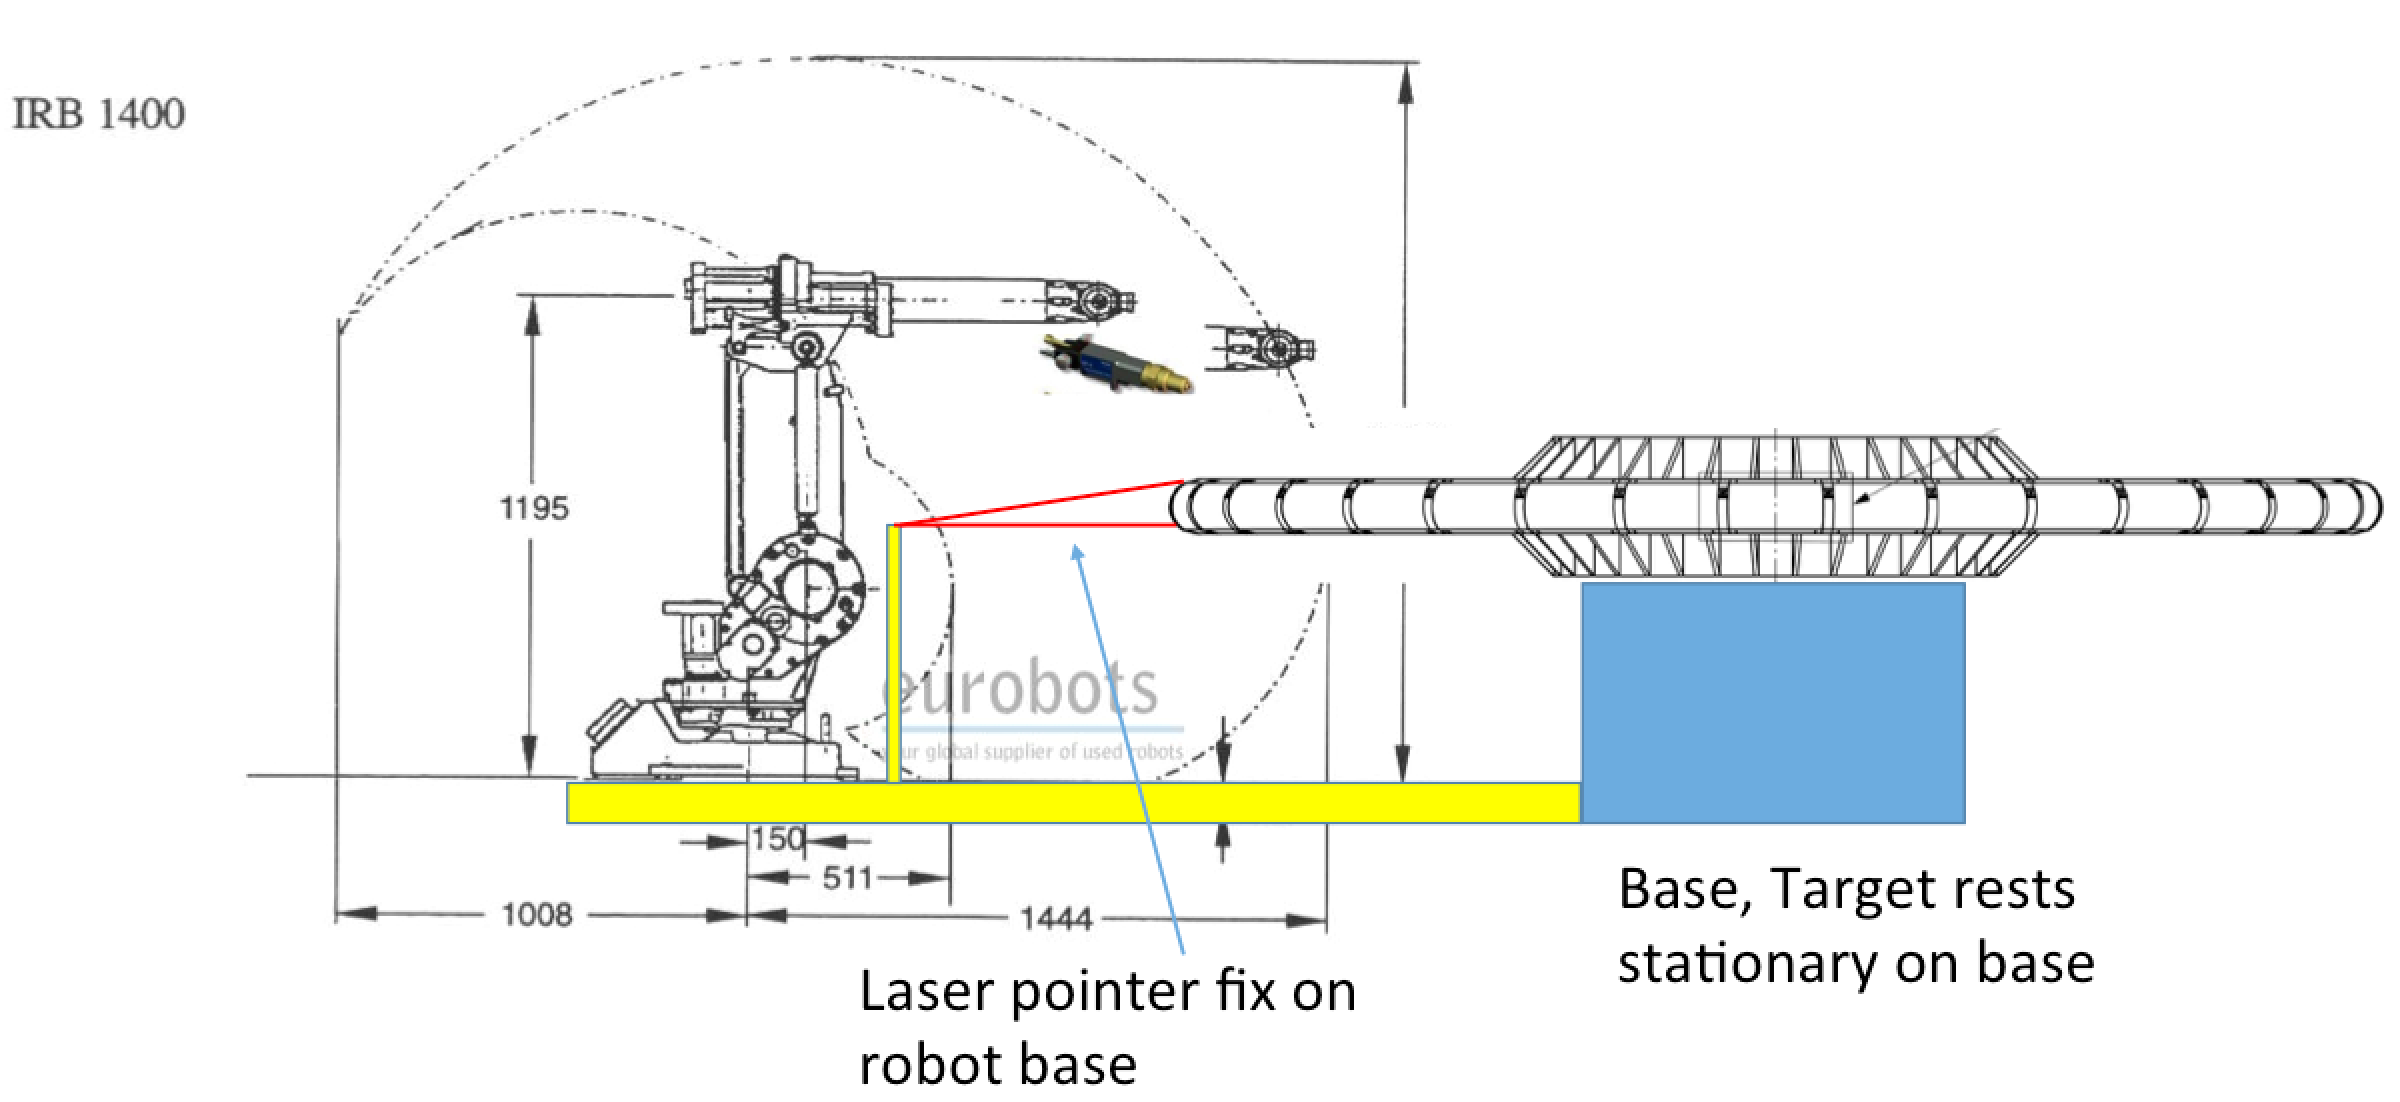 IRB 1400
1195
eurobots
ur global supplier of used robots
150
511
1008
1444
Base, Target rests
stationary on base
Laser pointer fix on
robot base